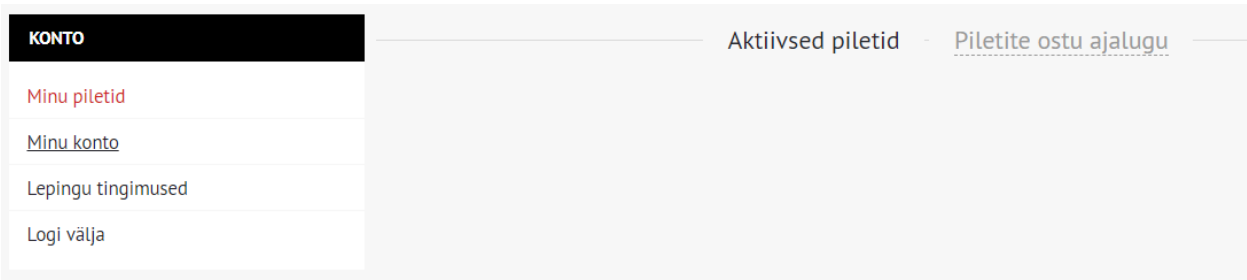 KONTO
Minu piletid
Minu konto
Lepingu tingimused
Logi välja
Aktiivsed piletid - Piletite ostu ajalugu